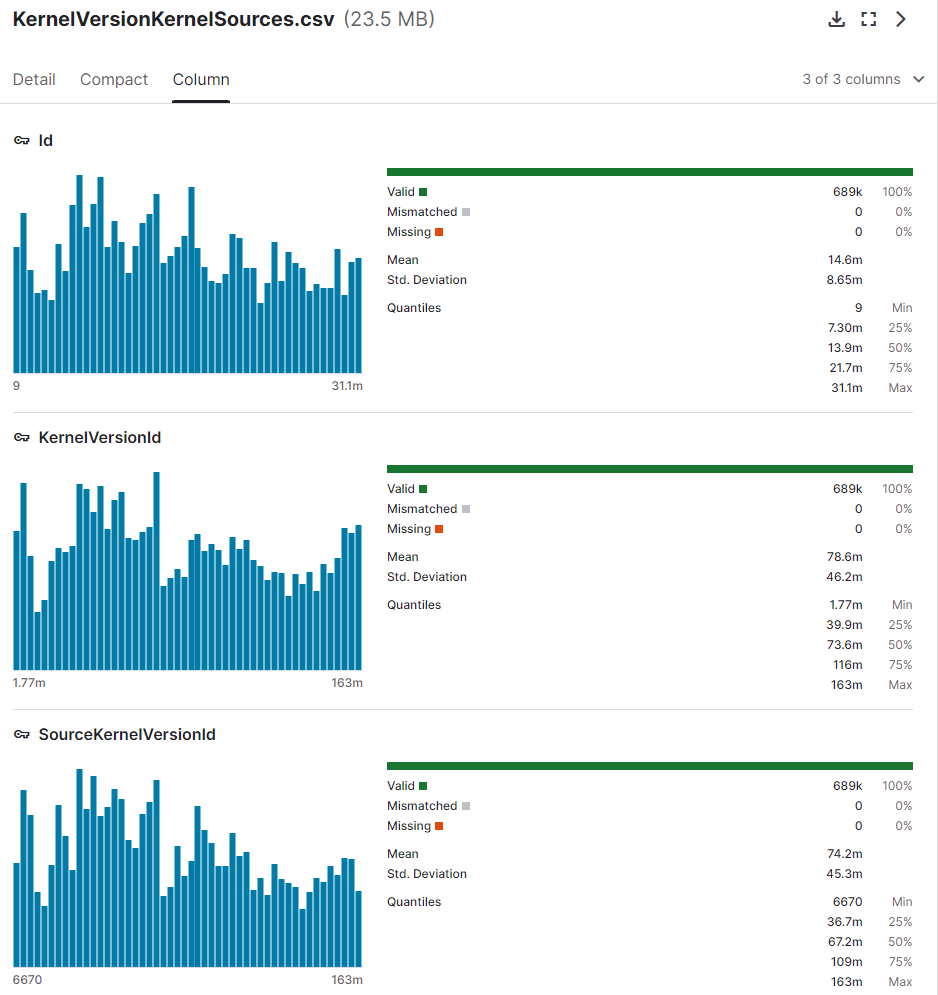 KernelVersionKernelSources.csv (23.5 MB)
Detail Compact Column 3 of 3 columns
Id
Valid 689k 100%
Mismatched 0 0%
Missing 0 0%
Mean 14.6m
Std. Deviation 8.65m
Quantiles 9 Min
7.30m 25%
13.9m 50%
21.7m 75%
31.1m Max
9 31.1m
KernelVersionId
Valid 689k 100%
Mismatched 0 0%
Missing 0 0%
Mean 78.6m
Std. Deviation 46.2m
Quantiles 1.77m Min
39.9m 25%
73.6m 50%
116m 75%
163m Max
1.77m 163m
SourceKernelVersionId
Valid 689k 100%
Mismatched 0 0%
Missing 0 0%
Mean 74.2m
Std. Deviation 45.3m
Quantiles 6670 Min
36.7m 25%
67.2m 50%
109m 75%
163m Max
6670 163m